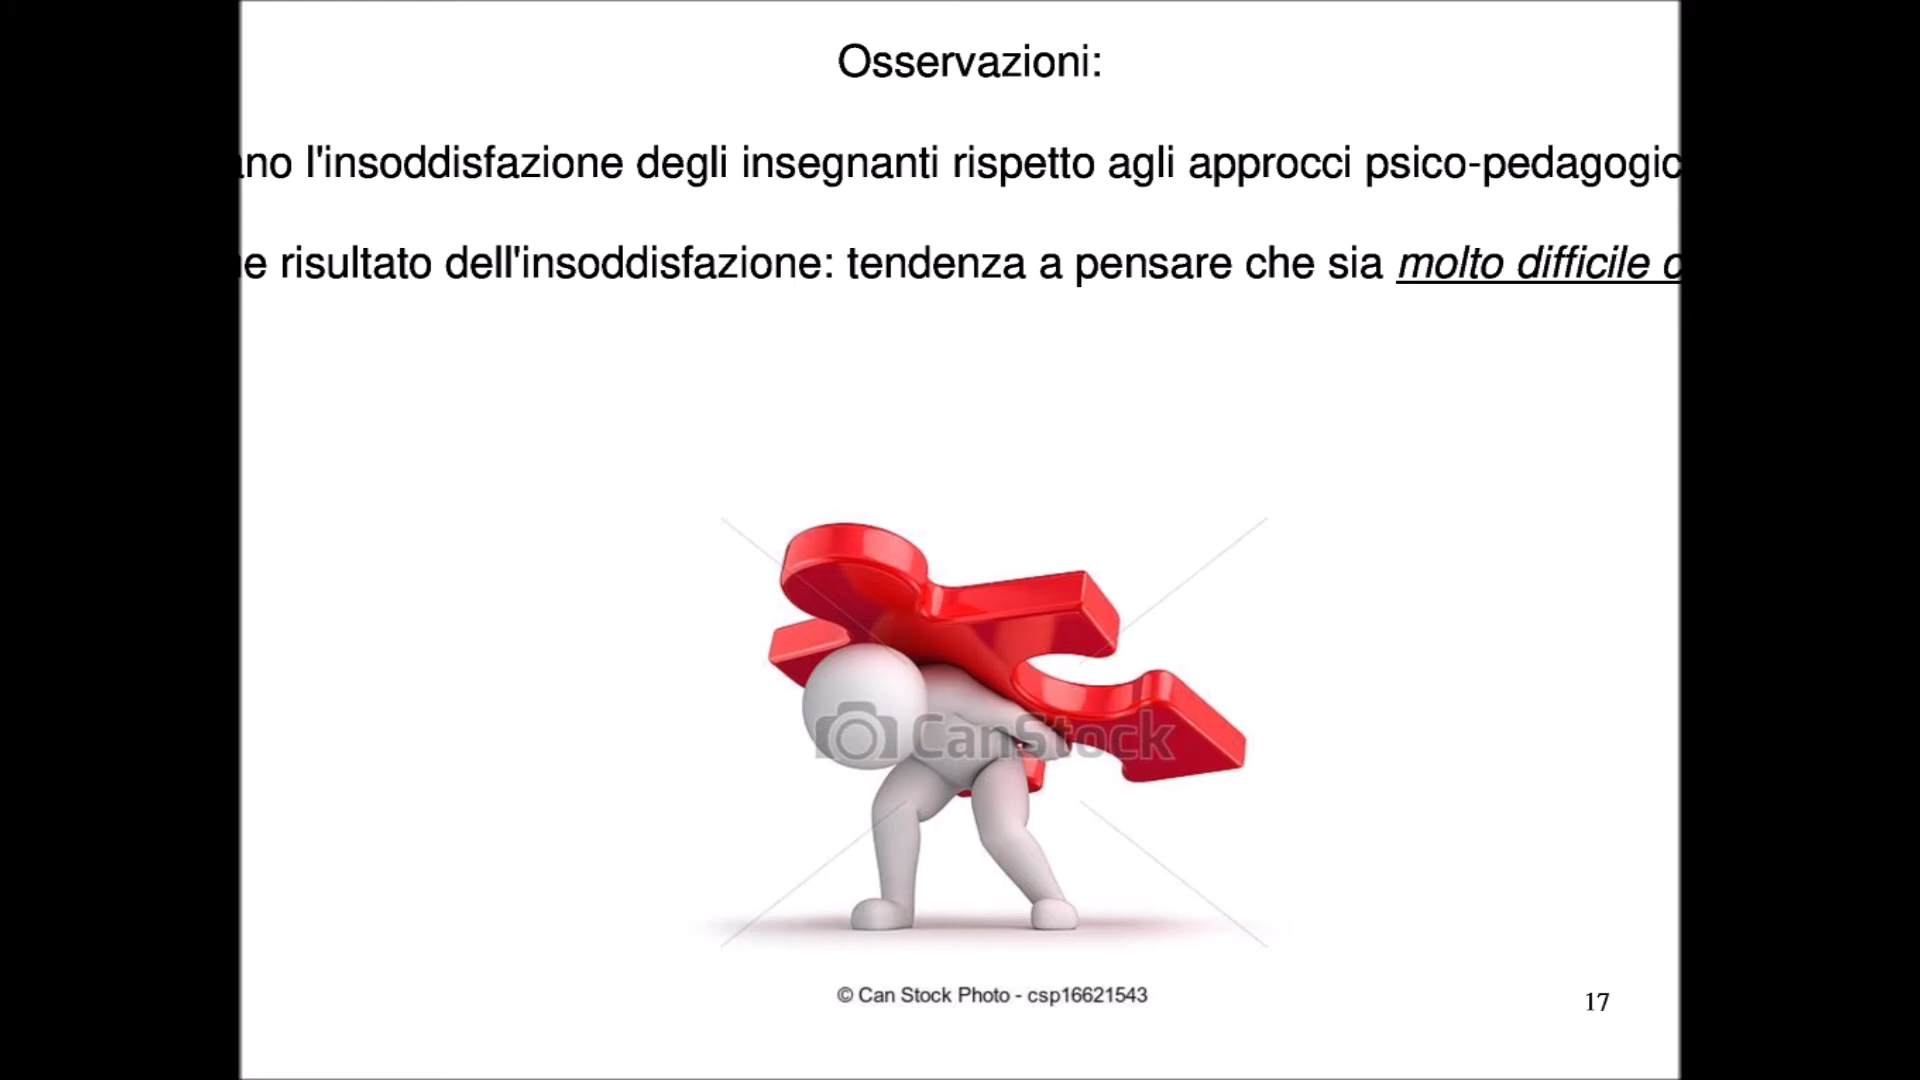 Osservazioni:
l'insoddisfazione degli insegnanti rispetto agli approcci psico-pedagogic
risultato dell'insoddisfazione: tendenza a pensare che sia molto difficile
CanStock
© Can Stock Photo - csp16621543
17